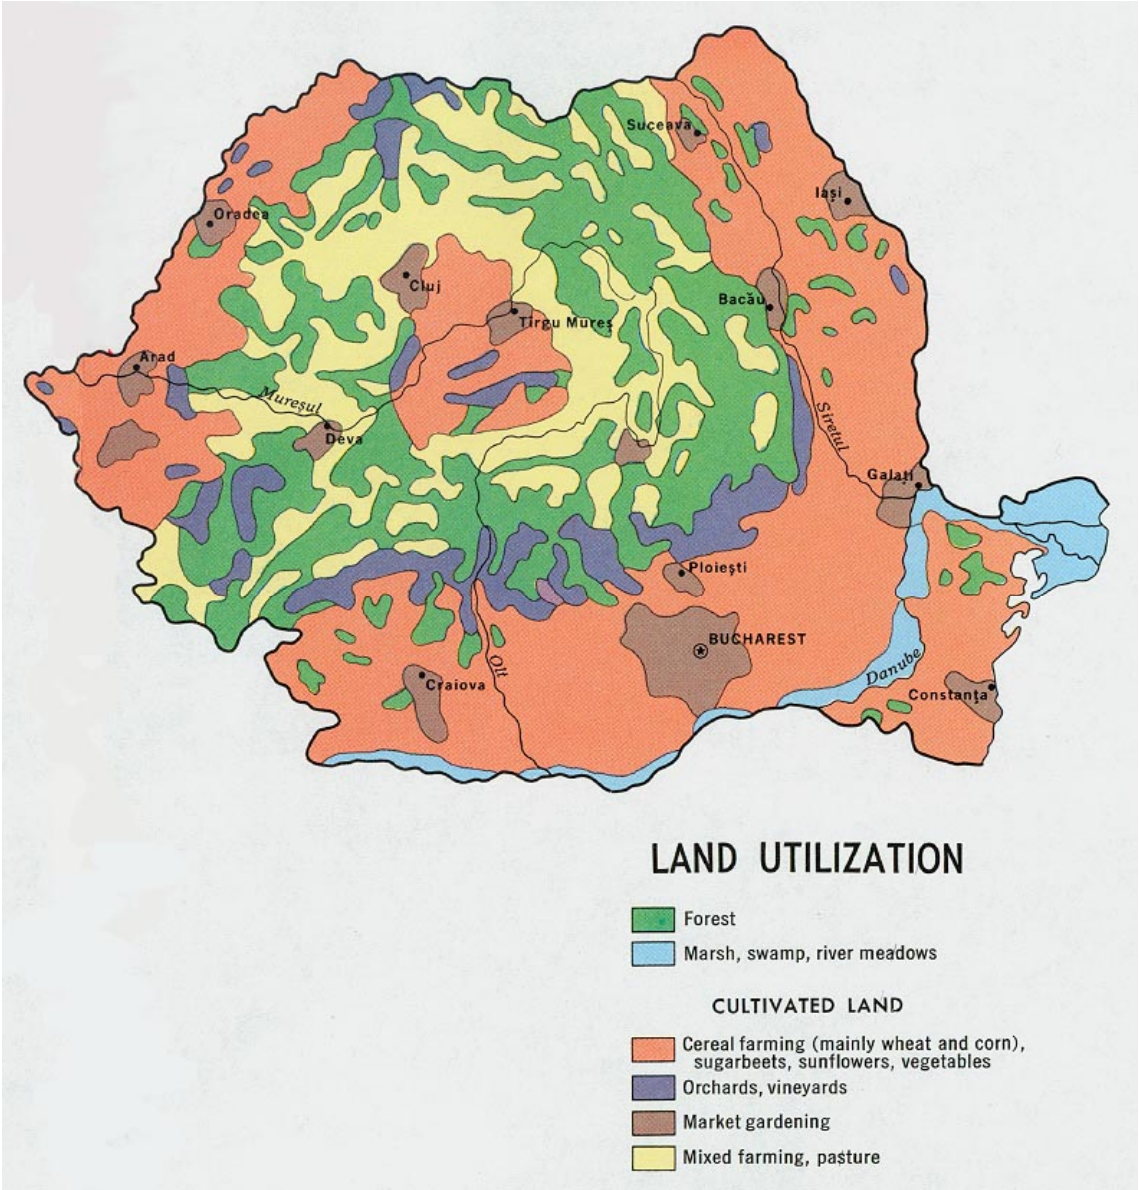 Suceava
Iași
Oradea
Cluj
Bacău
Tîrgu Mureș
Arad
Mureșul
Siretul
Deva
Galați
Ploiești
BUCHAREST
Olt
Danube
Craiova
Constanța
LAND UTILIZATION
Forest
Marsh, swamp, river meadows
CULTIVATED LAND
Cereal farming (mainly wheat and corn),
sugarbeets, sunflowers, vegetables
Orchards, vineyards
Market gardening
Mixed farming, pasture